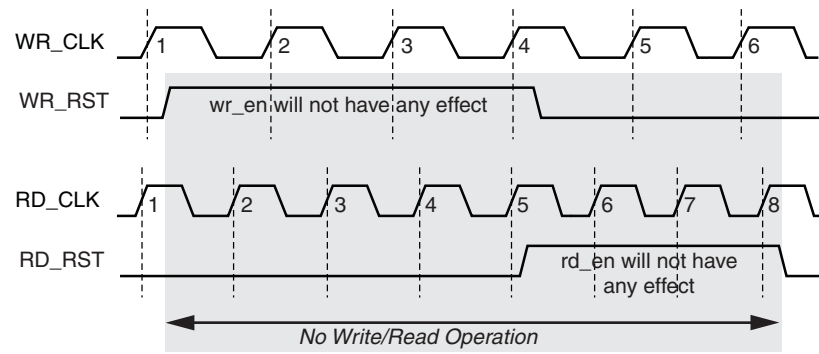 WR_CLK 1 2 3 4 5 6
WR_RST wr_en will not have any effect
RD_CLK 1 2 3 4 5 6 7 8
RD_RST rd_en will not have
any effect
No Write/Read Operation